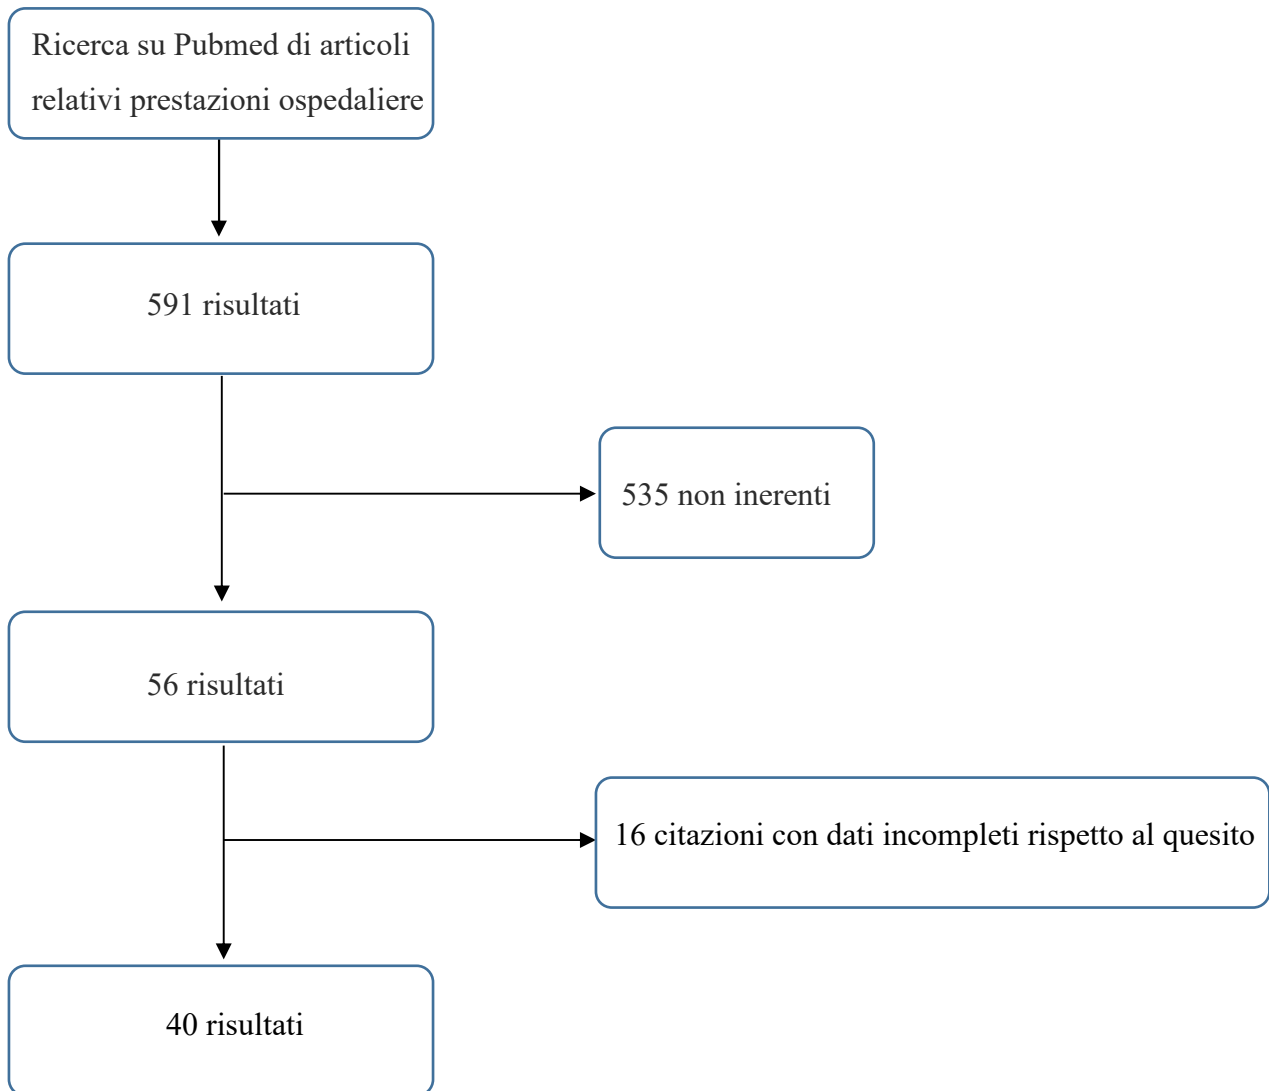 Ricerca su Pubmed di articoli
relativi prestazioni ospedaliere
591 risultati
535 non inerenti
56 risultati
16 citazioni con dati incompleti rispetto al quesito
40 risultati